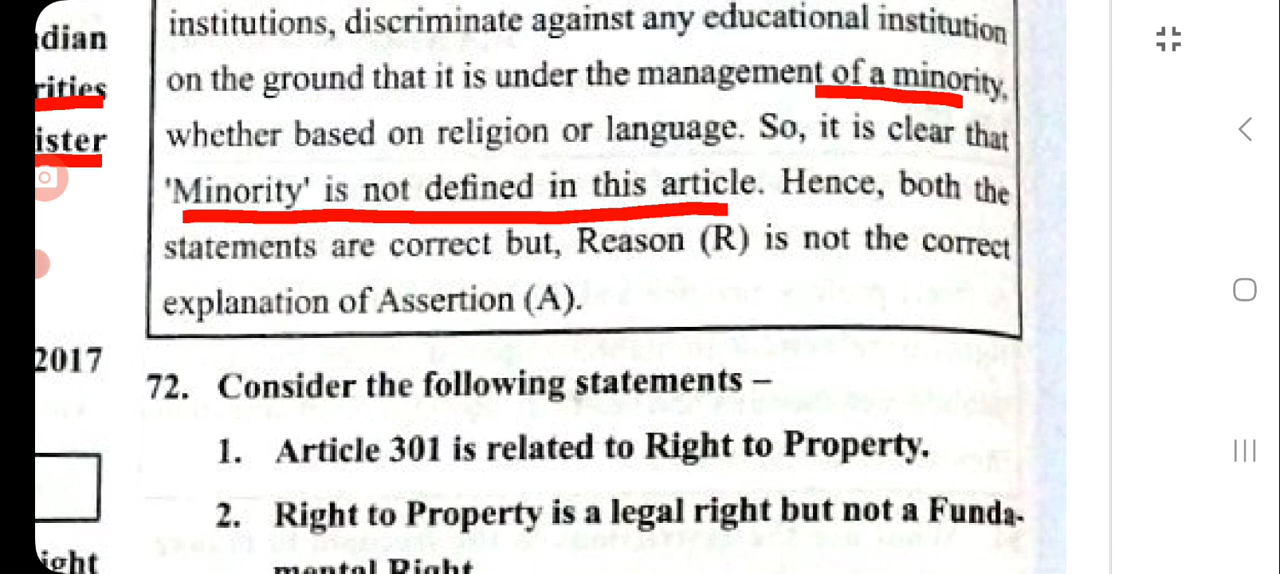 dian
rities
ister
2017
ight
institutions, discriminate against any educational institution
on the ground that it is under the management of a minority,
whether based on religion or language. So, it is clear that
'Minority' is not defined in this article. Hence, both the
statements are correct but, Reason (R) is not the correct
explanation of Assertion (A).
72. Consider the following statements –
1. Article 301 is related to Right to Property.
2. Right to Property is a legal right but not a Funda-
mental Right